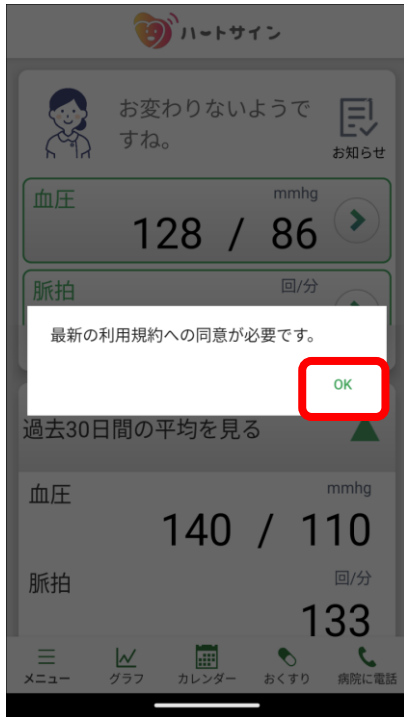 ハートサイン
お変わりないようで
すね。
お知らせ
血圧
mmhg
128 / 86
脈拍
回/分
最新の利用規約への同意が必要です。
OK
過去30日間の平均を見る
血圧
mmhg
140 / 110
脈拍
回/分
133
メニュー
グラフ
カレンダー
おくすり
病院に電話